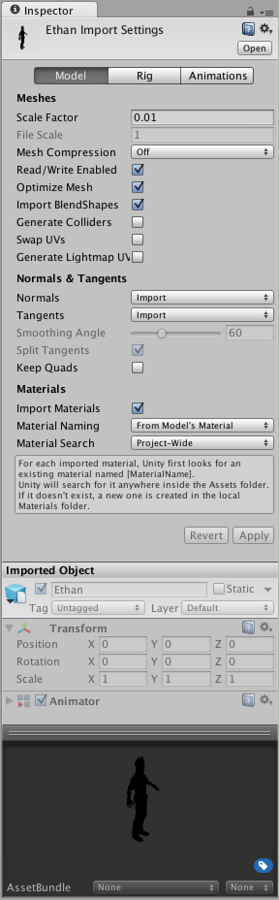 Inspector
Ethan Import Settings
Open
Model Rig Animations
Meshes
Scale Factor 0.01
File Scale 1
Mesh Compression Off
Read/Write Enabled
Optimize Mesh
Import BlendShapes
Generate Colliders
Swap UVs
Generate Lightmap UV
Normals & Tangents
Normals Import
Tangents Import
Smoothing Angle 60
Split Tangents
Keep Quads
Materials
Import Materials
Material Naming From Model's Material
Material Search Project-Wide
For each imported material, Unity first looks for an
existing material named [MaterialName].
Unity will search for it anywhere inside the Assets folder.
If it doesn't exist, a new one is created in the local
Materials folder.
Revert Apply
Imported Object
Ethan Static
Tag Untagged Layer Default
Transform
Position X 0 Y 0 Z 0
Rotation X 0 Y 0 Z 0
Scale X 1 Y 1 Z 1
Animator
AssetBundle None None